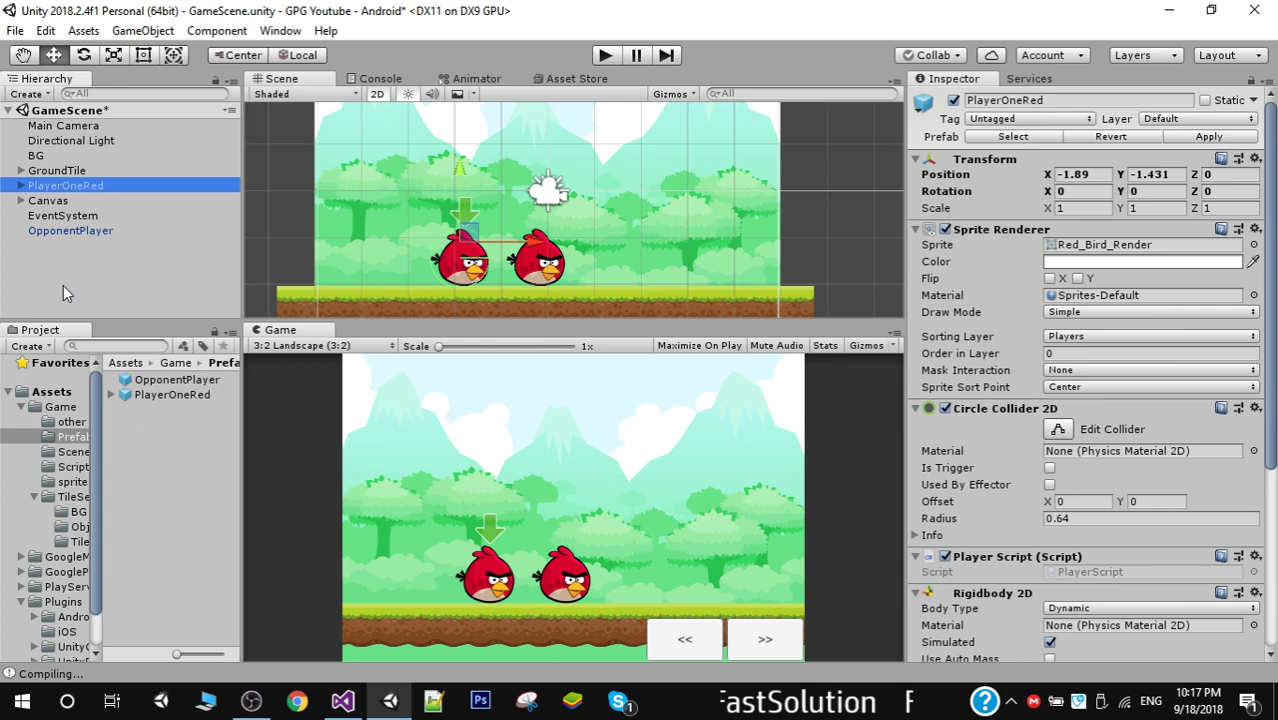 Unity 2018.2.4f1 Personal (64bit) - GameScene.unity - GPG Youtube - Android* <DX11 on DX9 GPU>
File Edit Assets GameObject Component Window Help
Center Local Collab Account Layers Layout
Hierarchy
Create All
GameScene*
Main Camera
Directional Light
BG
GroundTile
PlayerOneRed
Canvas
EventSystem
OpponentPlayer
Scene Console Animator Asset Store
Shaded 2D Gizmos All
Project
Create
Favorites
Assets
Game
other
Prefab
Scene
Script
sprite
TileSe
BG
Obj
Tile
GoogleM
GoogleP
PlayServ
Plugins
Andro
iOS
UnityC
Assets Game Prefa
OpponentPlayer
PlayerOneRed
Game
3:2 Landscape (3:2) Scale 1x Maximize On Play Mute Audio Stats Gizmos
<< >>
Inspector Services
PlayerOneRed Static
Tag Untagged Layer Default
Prefab Select Revert Apply
Transform
Position X -1.89 Y -1.431 Z 0
Rotation X 0 Y 0 Z 0
Scale X 1 Y 1 Z 1
Sprite Renderer
Sprite Red_Bird_Render
Color
Flip X Y
Material Sprites-Default
Draw Mode Simple
Sorting Layer Players
Order in Layer 0
Mask Interaction None
Sprite Sort Point Center
Circle Collider 2D
Edit Collider
Material None (Physics Material 2D)
Is Trigger
Used By Effector
Offset X 0 Y 0
Radius 0.64
Info
Player Script (Script)
Script PlayerScript
Rigidbody 2D
Body Type Dynamic
Material None (Physics Material 2D)
Simulated
Use Auto Mass
Compiling...
Ps
1
FastSolution F
ENG
10:17 PM
9/18/2018
1